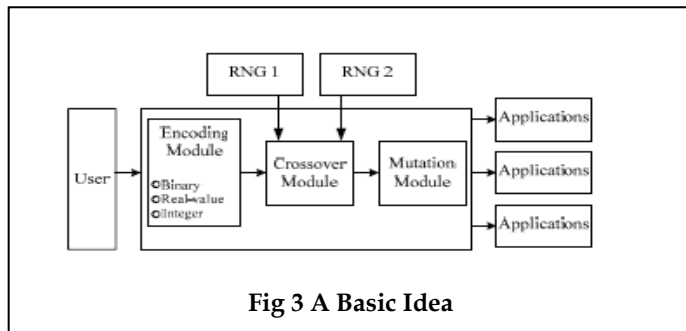 RNG 1
RNG 2
User
Encoding
Module
Binary
Real-value
Integer
Crossover
Module
Mutation
Module
Applications
Applications
Applications
Fig 3 A Basic Idea